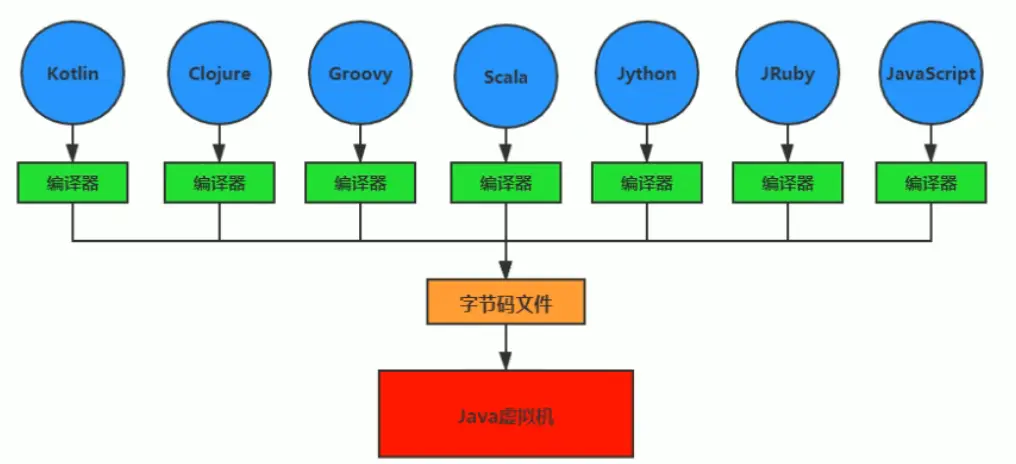 Kotlin
Clojure
Groovy
Scala
Jython
JRuby
JavaScript
编译器
编译器
编译器
编译器
编译器
编译器
编译器
字节码文件
Java虚拟机